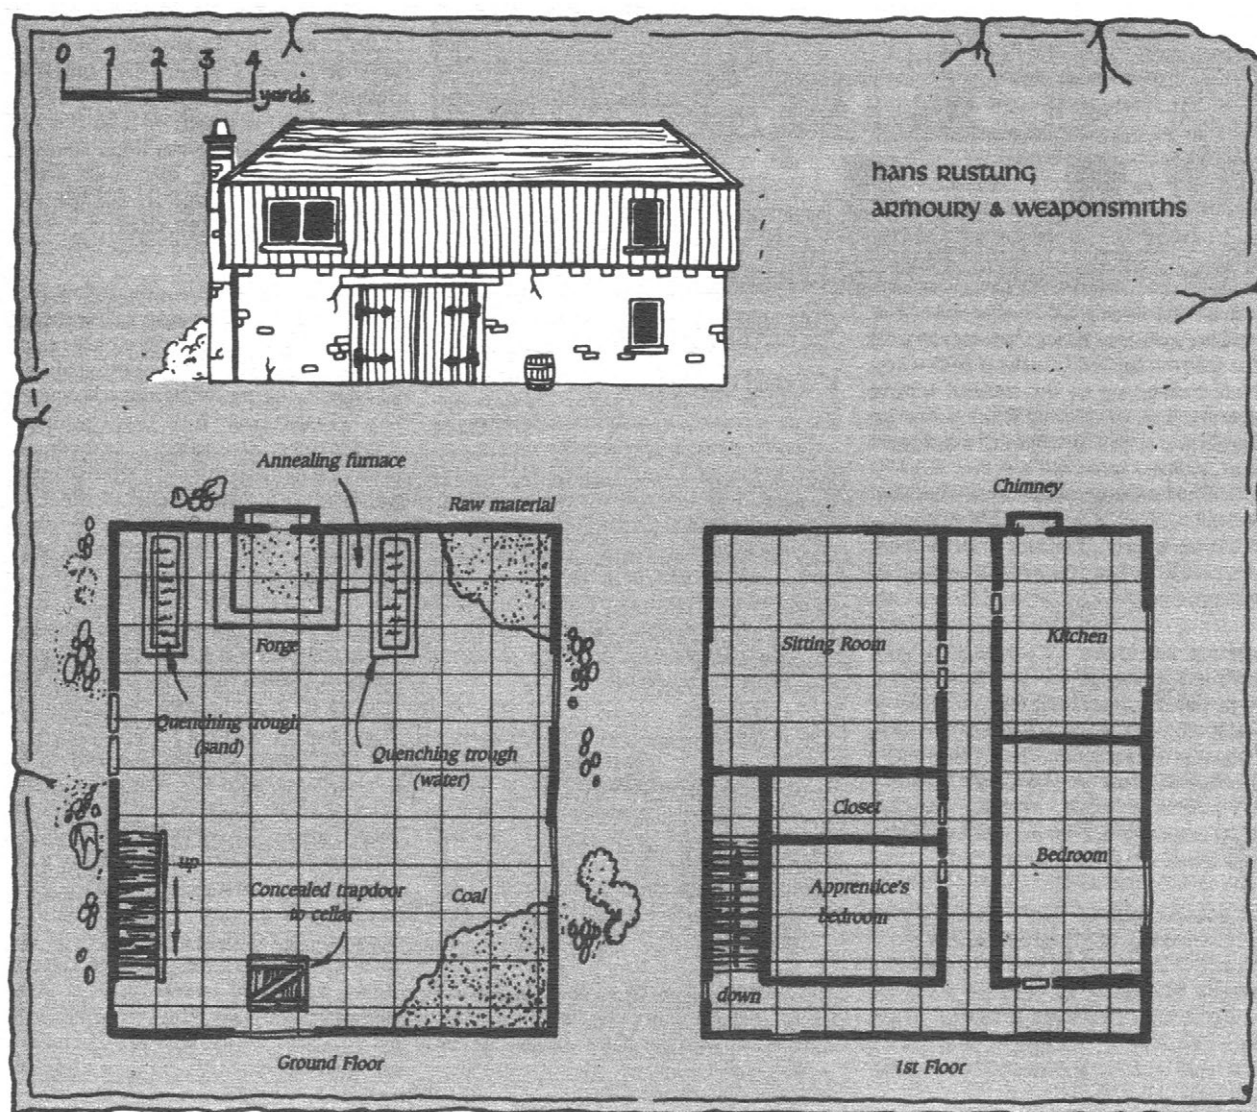 0 1 2 3 4
yards.
hans rustung
armoury & weaponsmiths
Annealing furnace
Raw material
Forge
Quenching trough
(sand)
Quenching trough
(water)
up
Concealed trapdoor
to cellar
Coal
Ground Floor
Chimney
Sitting Room
Kitchen
Closet
Bedroom
Apprentice's
bedroom
down
1st Floor